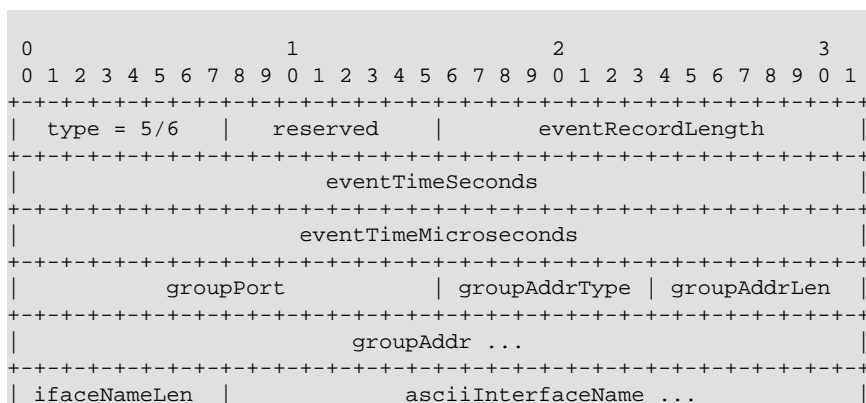 0                   1                   2                   3
 0 1 2 3 4 5 6 7 8 9 0 1 2 3 4 5 6 7 8 9 0 1 2 3 4 5 6 7 8 9 0 1
+-+-+-+-+-+-+-+-+-+-+-+-+-+-+-+-+-+-+-+-+-+-+-+-+-+-+-+-+-+-+-+-+
|  type = 5/6   |   reserved    |       eventRecordLength       |
+-+-+-+-+-+-+-+-+-+-+-+-+-+-+-+-+-+-+-+-+-+-+-+-+-+-+-+-+-+-+-+-+
|                       eventTimeSeconds                        |
+-+-+-+-+-+-+-+-+-+-+-+-+-+-+-+-+-+-+-+-+-+-+-+-+-+-+-+-+-+-+-+-+
|                     eventTimeMicroseconds                     |
+-+-+-+-+-+-+-+-+-+-+-+-+-+-+-+-+-+-+-+-+-+-+-+-+-+-+-+-+-+-+-+-+
|           groupPort           | groupAddrType | groupAddrLen  |
+-+-+-+-+-+-+-+-+-+-+-+-+-+-+-+-+-+-+-+-+-+-+-+-+-+-+-+-+-+-+-+-+
|                         groupAddr ...                         |
+-+-+-+-+-+-+-+-+-+-+-+-+-+-+-+-+-+-+-+-+-+-+-+-+-+-+-+-+-+-+-+-+
| ifaceNameLen  |             asciiInterfaceName ...            |